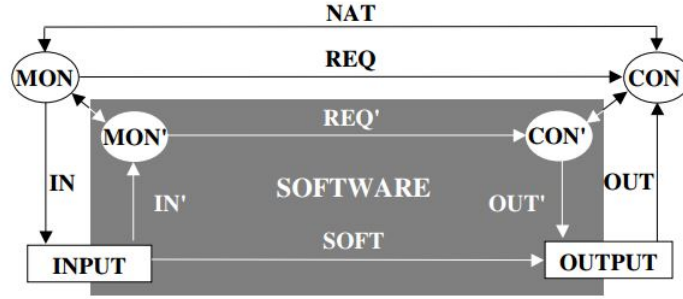 NAT
REQ
MON
CON
MON'
REQ'
CON'
IN
IN'
SOFTWARE
OUT'
OUT
SOFT
INPUT
OUTPUT